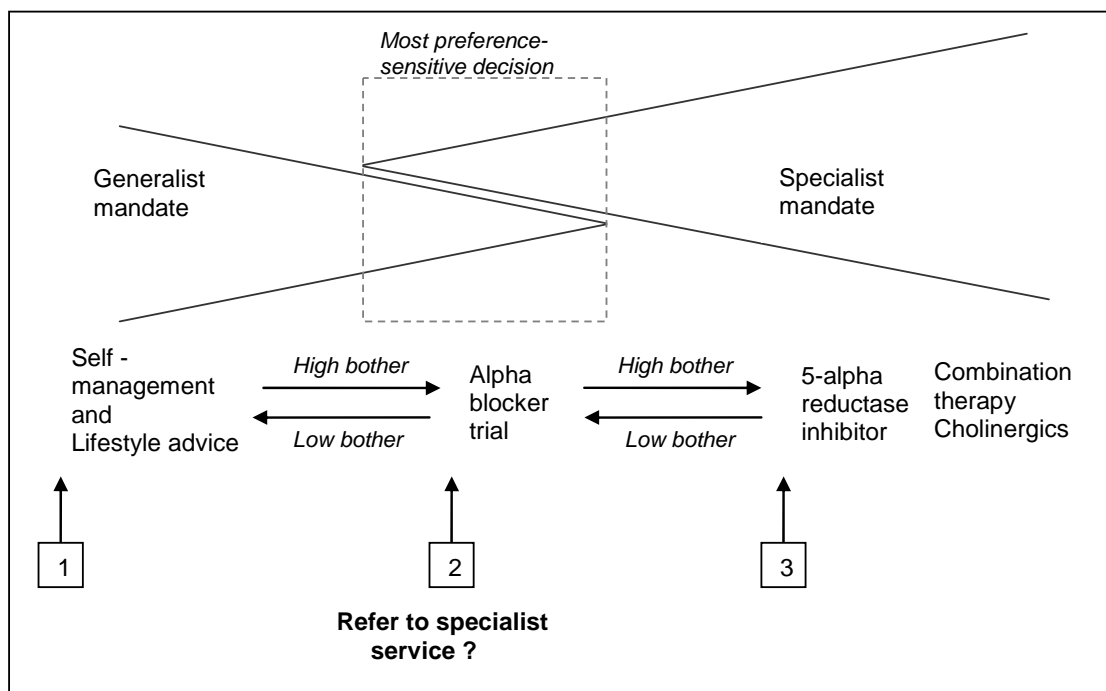 Most preference-
sensitive decision
Generalist
mandate
Specialist
mandate
Self -
management
and
Lifestyle advice
High bother
Low bother
Alpha
blocker
trial
High bother
Low bother
5-alpha
reductase
inhibitor
Combination
therapy
Cholinergics
1
2
3
Refer to specialist
service ?